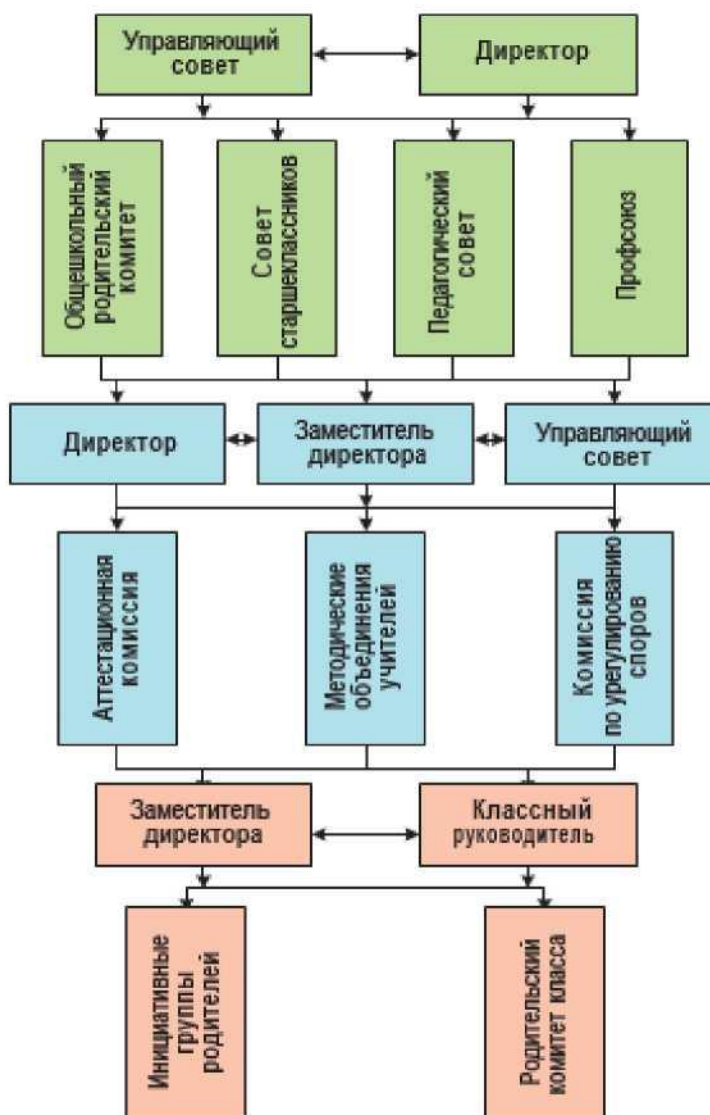 Управляющий
совет
Директор
Общешкольный
родительский
комитет
Совет
старшеклассников
Педагогический
совет
Профсоюз
Директор
Заместитель
директора
Управляющий
совет
Аттестационная
комиссия
Методические
объединения
учителей
Комиссия
по урегулированию
споров
Заместитель
директора
Классный
руководитель
Инициативные
группы
родителей
Родительский
комитет класса